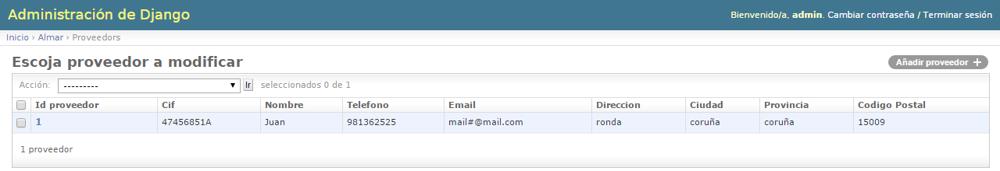 Administración de Django
Bienvenido/a, admin. Cambiar contraseña / Terminar sesión
Inicio › Almar › Proveedors
Escoja proveedor a modificar
Añadir proveedor +
Acción: --------- Ir seleccionados 0 de 1
Id proveedor Cif Nombre Telefono Email Direccion Ciudad Provincia Codigo Postal
1 47456851A Juan 981362525 mail#@mail.com ronda coruña coruña 15009
1 proveedor